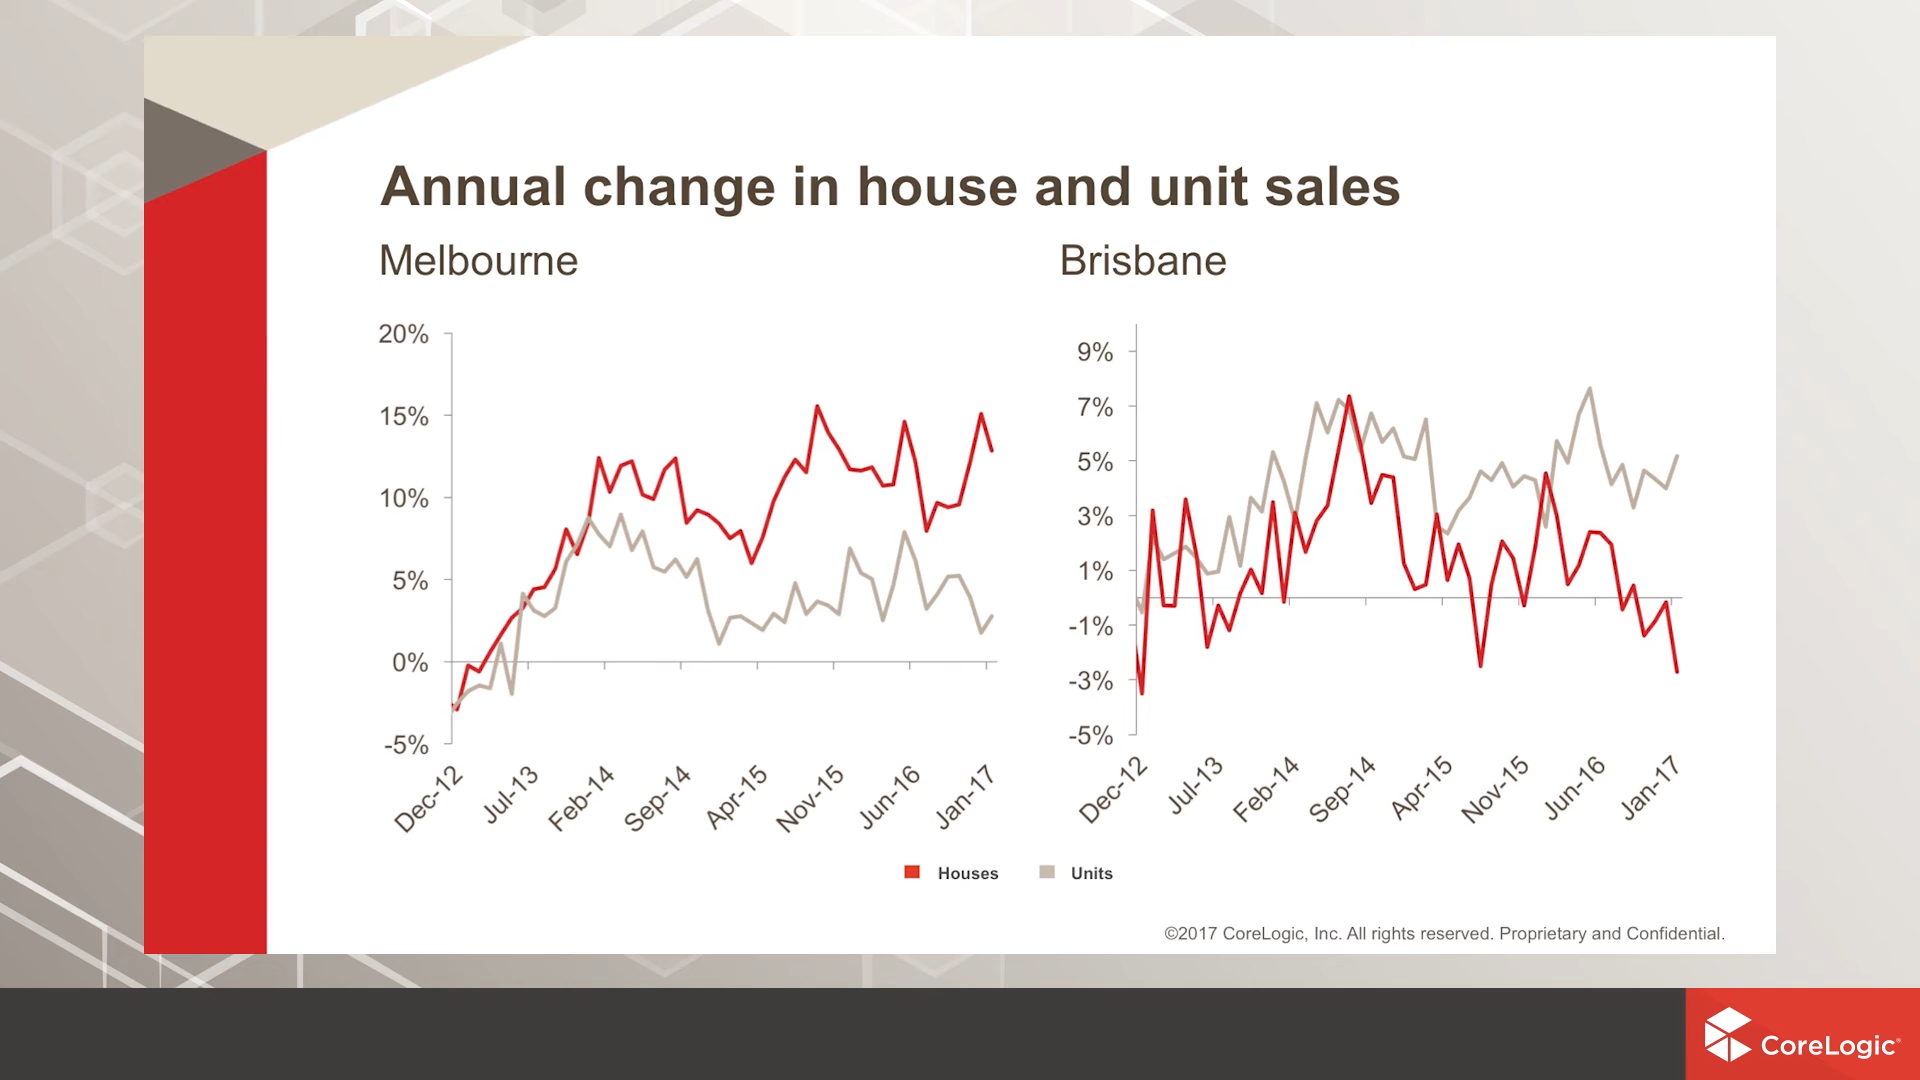 Annual change in house and unit sales
Melbourne
Brisbane
20%
15%
10%
5%
0%
-5%
Dec-12
Jul-13
Feb-14
Sep-14
Apr-15
Nov-15
Jun-16
Jan-17
9%
7%
5%
3%
1%
-1%
-3%
-5%
Dec-12
Jul-13
Feb-14
Sep-14
Apr-15
Nov-15
Jun-16
Jan-17
Houses
Units
©2017 CoreLogic, Inc. All rights reserved. Proprietary and Confidential.
CoreLogic